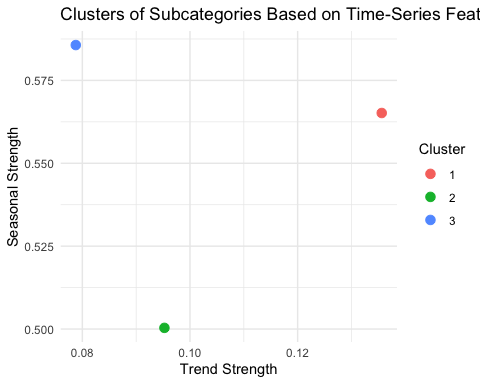 Clusters of Subcategories Based on Time-Series Feat
0.575
0.550
0.525
0.500
Seasonal Strength
0.08
0.10
0.12
Trend Strength
Cluster
1
2
3